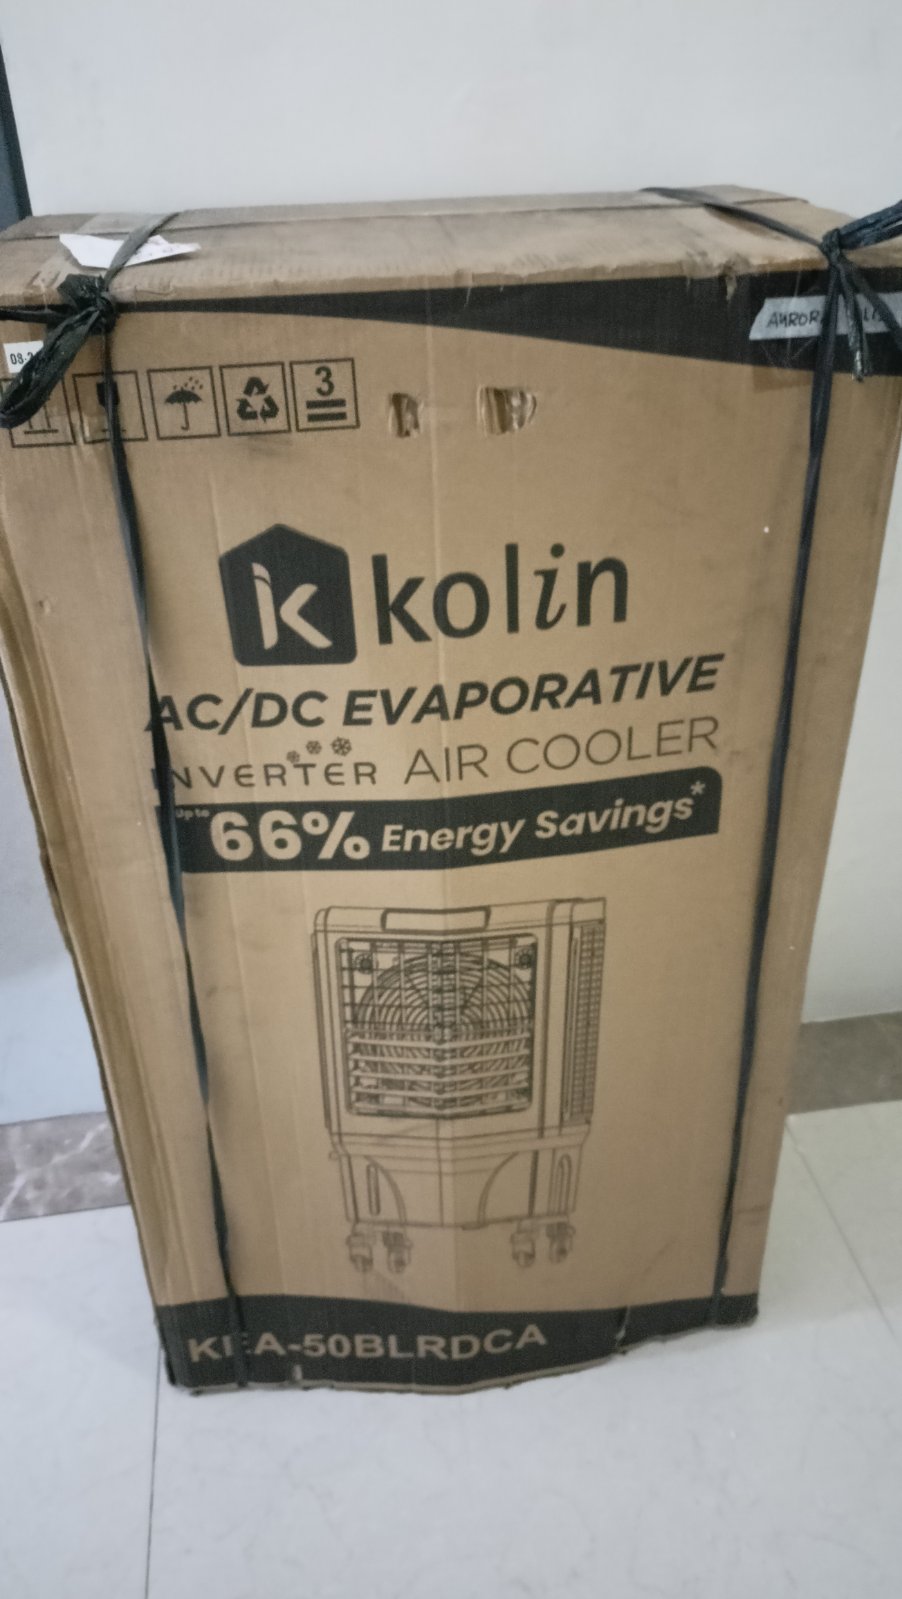 3
kolin
AC/DC EVAPORATIVE
INVERTER AIR COOLER
Up to 66% Energy Savings*
KEA-50BLRDCA